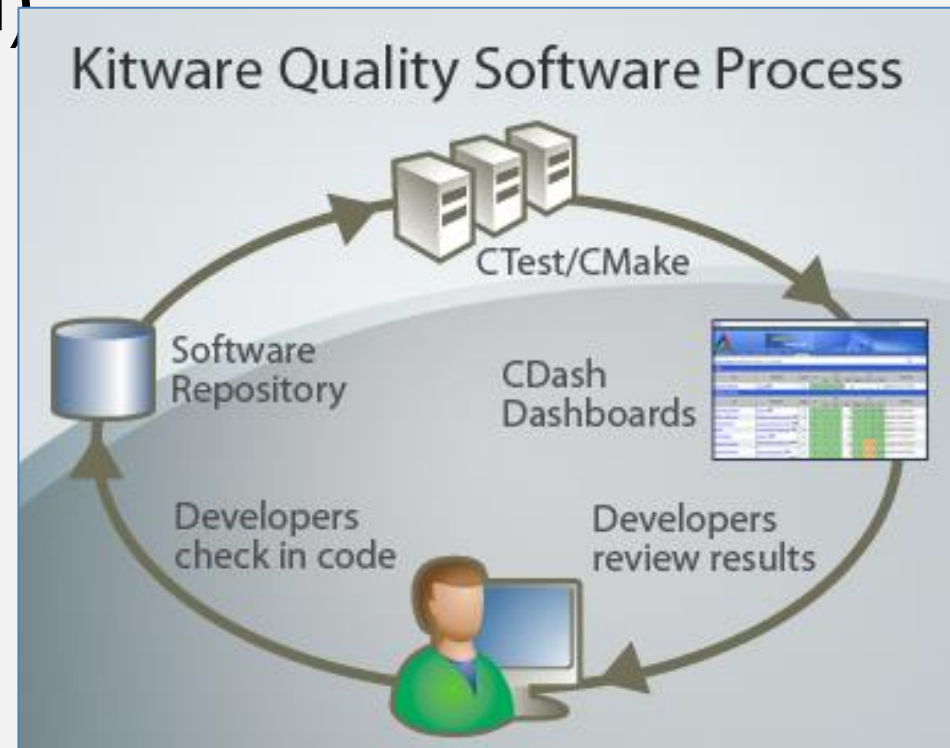 Kitware Quality Software Process
CTest/CMake
Software
Repository
CDash
Dashboards
Developers
check in code
Developers
review results